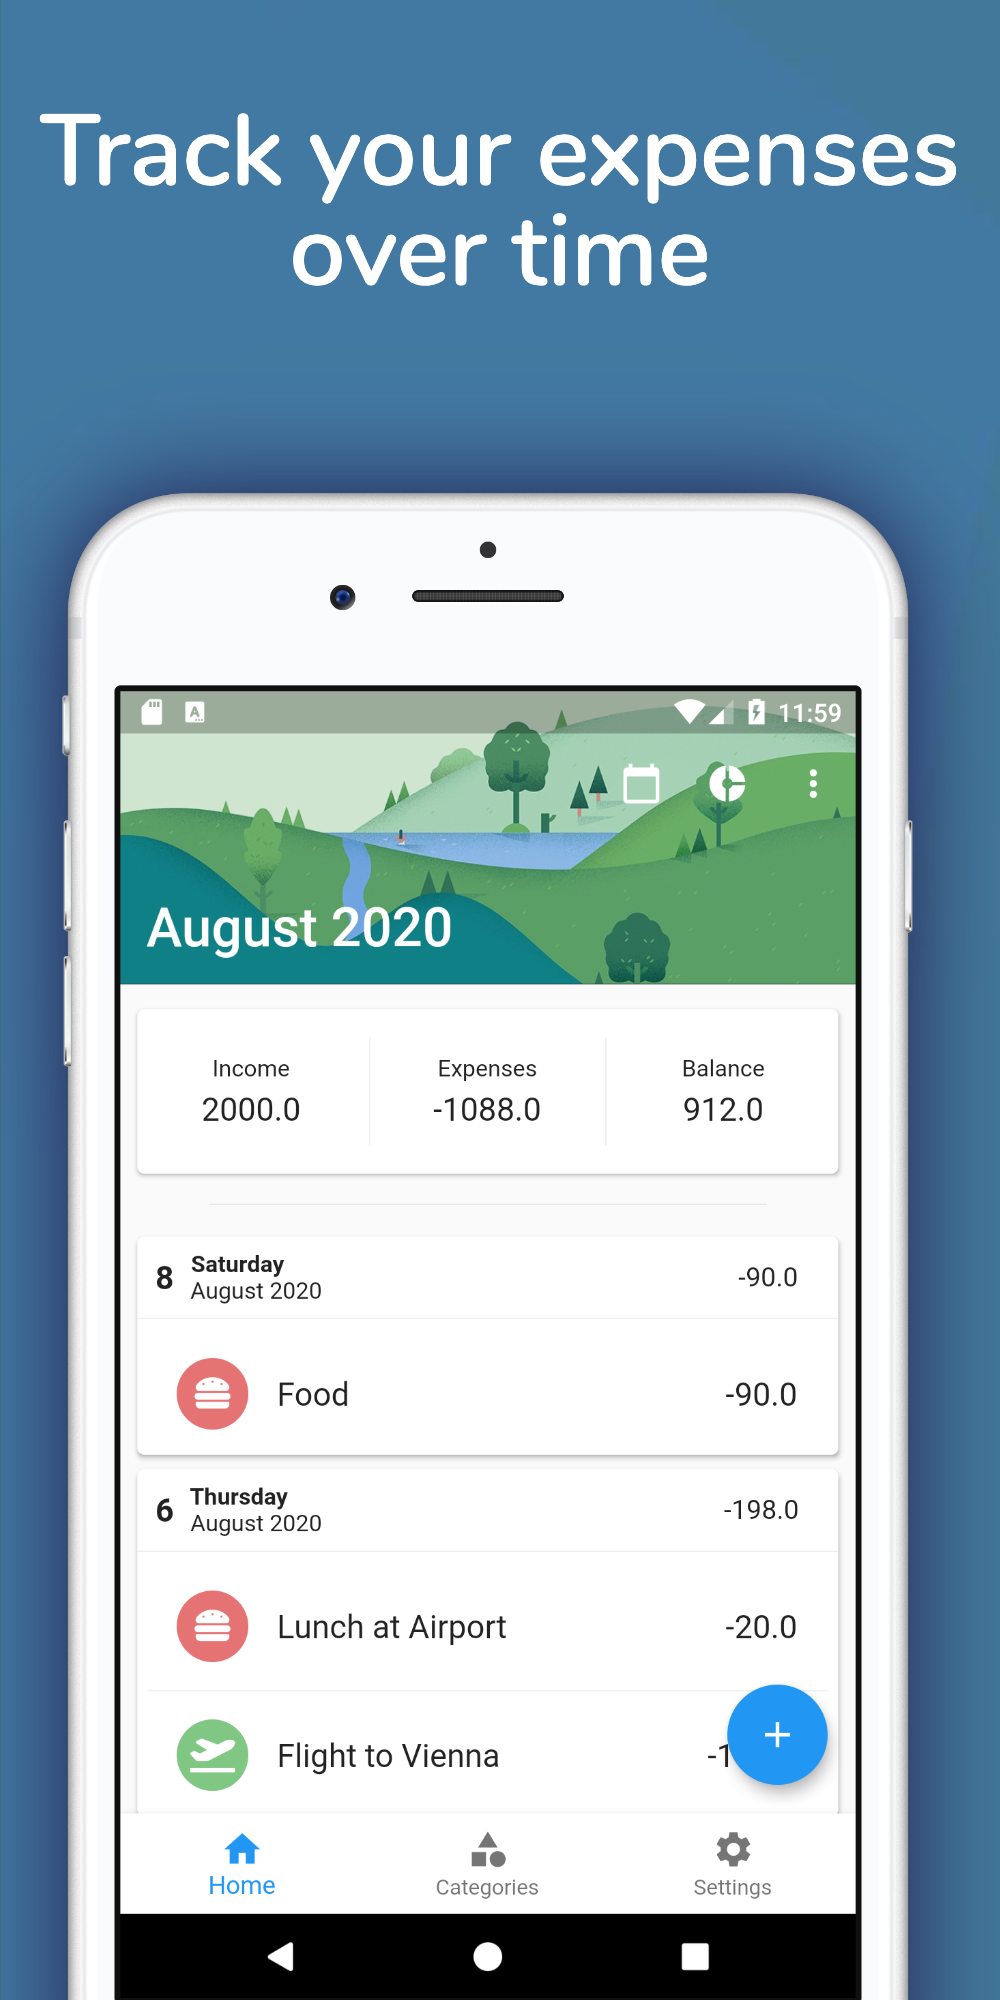 Track your expenses
over time
11:59
August 2020
Income Expenses Balance
2000.0 -1088.0 912.0
8 Saturday
August 2020
-90.0
Food -90.0
6 Thursday
August 2020
-198.0
Lunch at Airport -20.0
Flight to Vienna
Home Categories Settings